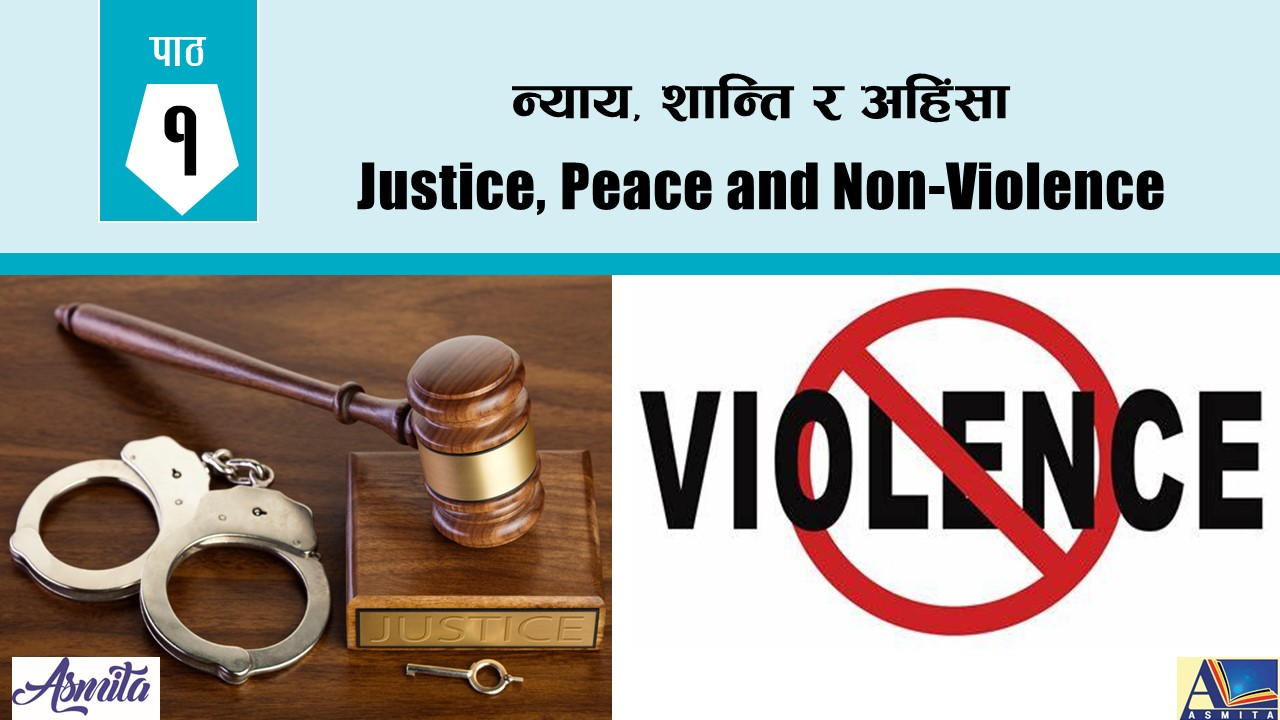 पाठ
१
न्याय, शान्ति र अहिंसा
Justice, Peace and Non-Violence
VIOLENCE
JUSTICE
Asmita
ASMITA